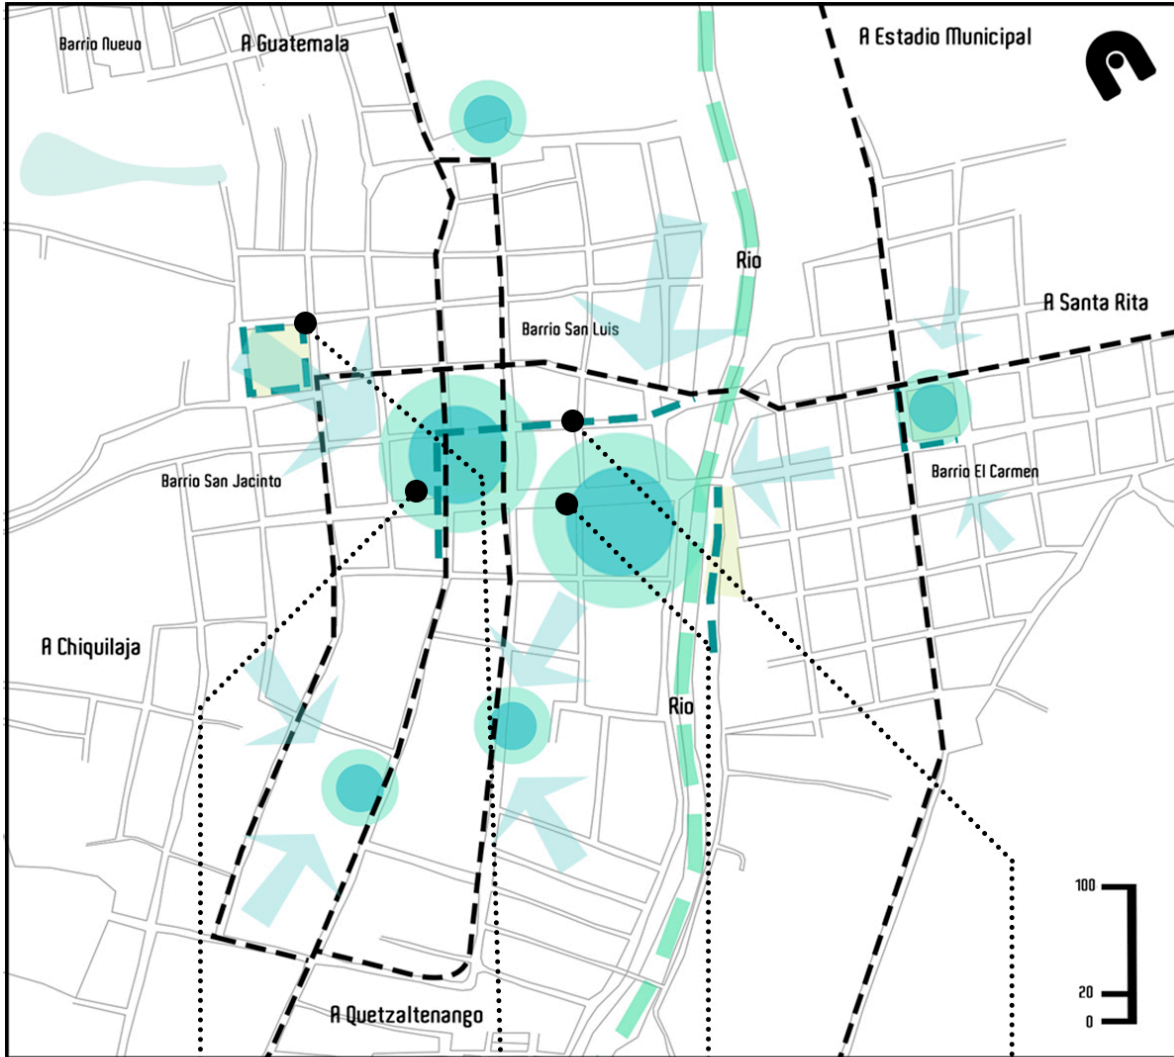 Barrio Nuevo
A Guatemala
A Estadio Municipal
Rio
A Santa Rita
Barrio San Luis
Barrio San Jacinto
Barrio El Carmen
A Chiquilaja
Rio
100
20
0
A Quetzaltenango